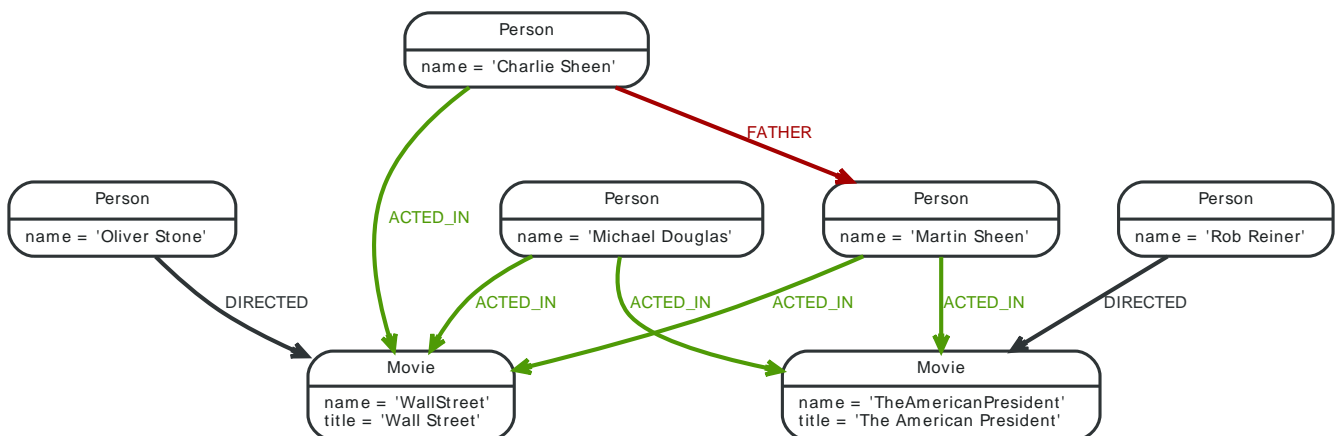 Person
name = 'Charlie Sheen'
FATHER
Person
name = 'Oliver Stone'
Person
name = 'Michael Douglas'
Person
name = 'Martin Sheen'
Person
name = 'Rob Reiner'
ACTED_IN
DIRECTED
ACTED_IN
ACTED_IN
ACTED_IN
ACTED_IN
DIRECTED
Movie
name = 'WallStreet'
title = 'Wall Street'
Movie
name = 'TheAmericanPresident'
title = 'The American President'